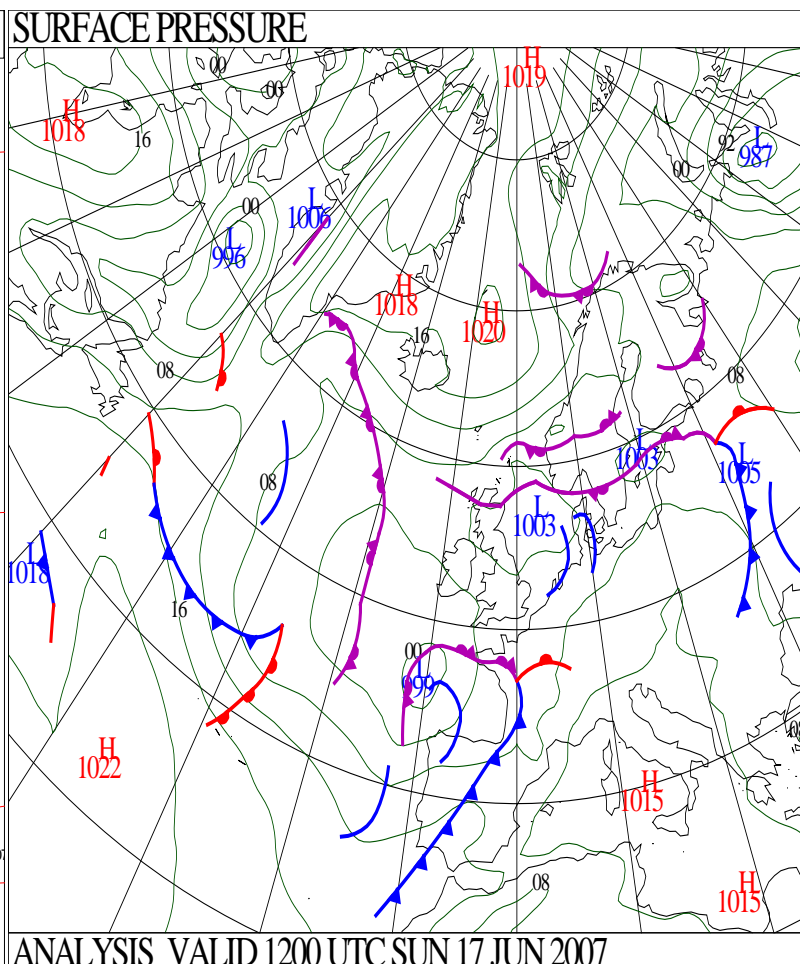 SURFACE PRESSURE
H
1019
00
00
H
1018
16
92
L
987
00
00
L
1006
L
996
H
1018
H
1020
16
08
08
L
1003
L
1005
08
L
1003
L
1018
16
00
L
999
H
1022
H
1015
08
H
1015
ANALYSIS VALID 1200 UTC SUN 17 JUN 2007